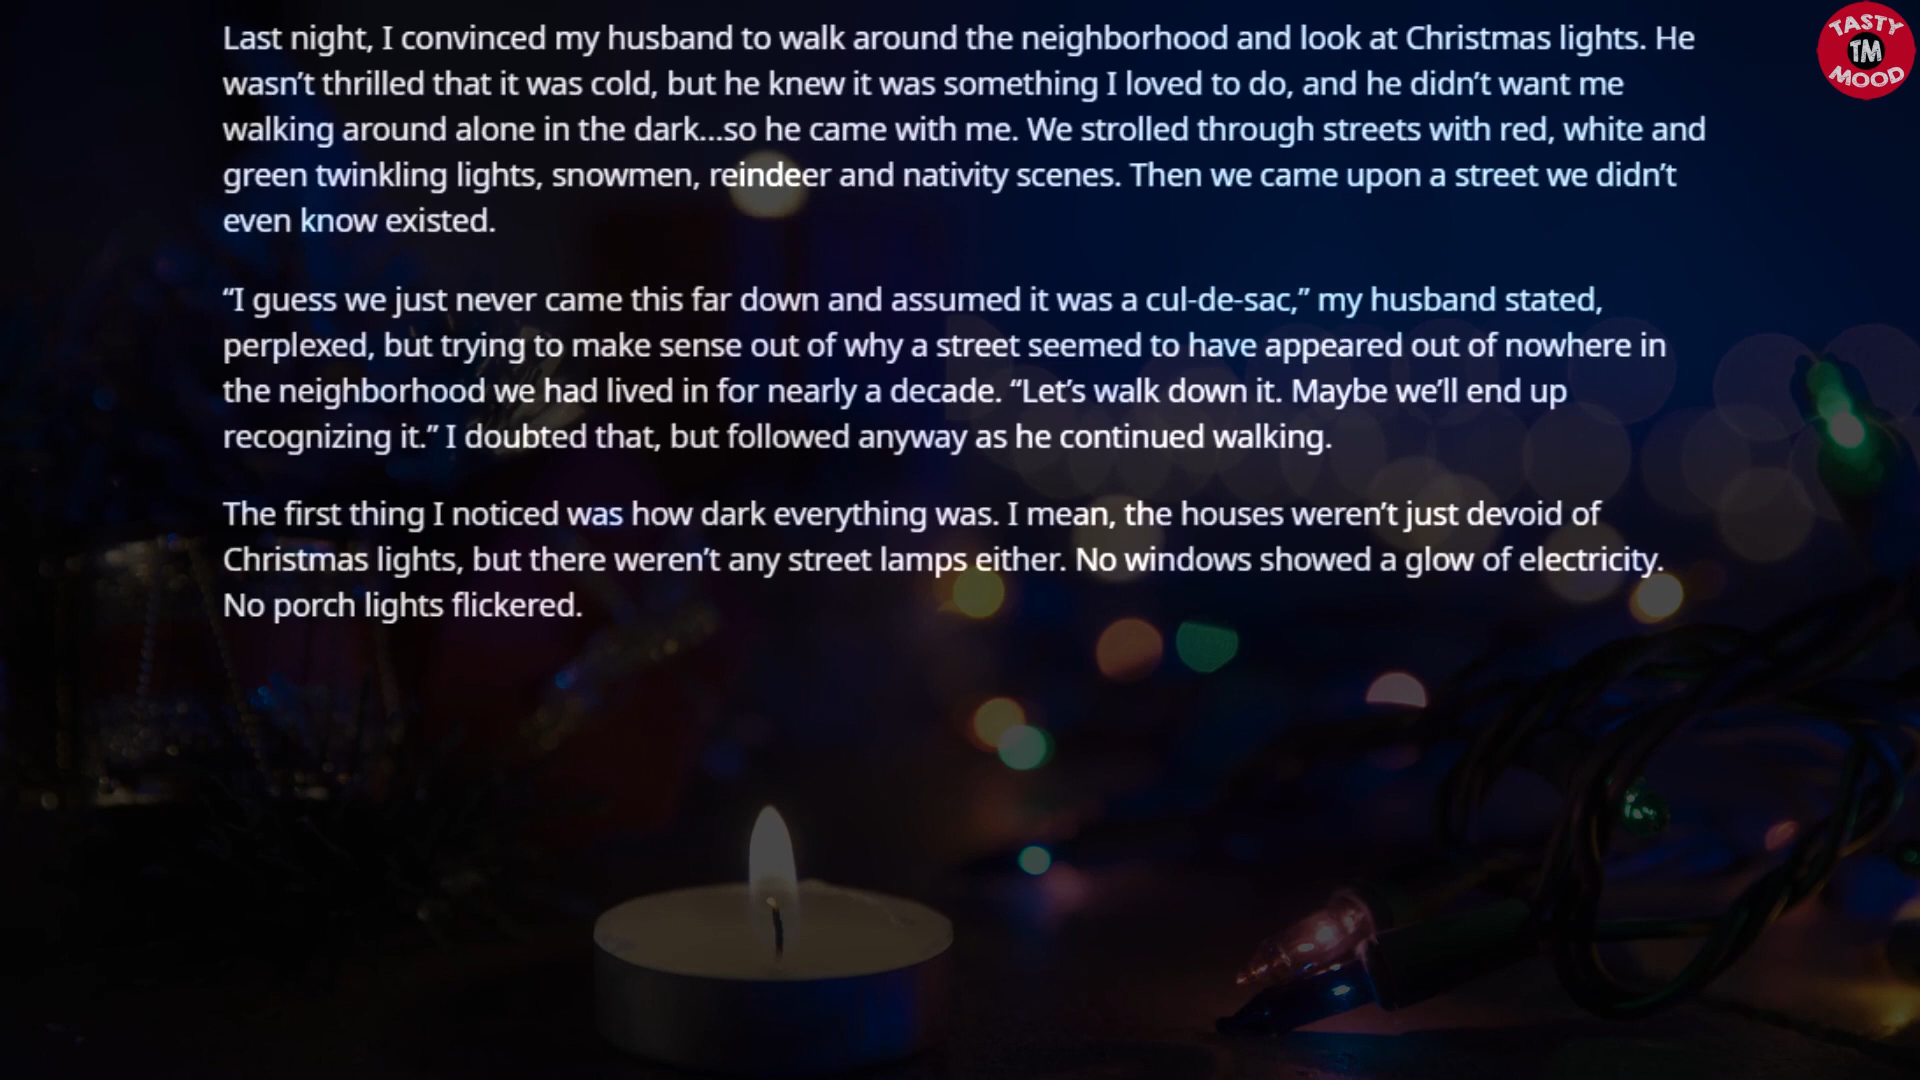 TASTY
TM
MOOD
Last night, I convinced my husband to walk around the neighborhood and look at Christmas lights. He
wasn’t thrilled that it was cold, but he knew it was something I loved to do, and he didn’t want me
walking around alone in the dark...so he came with me. We strolled through streets with red, white and
green twinkling lights, snowmen, reindeer and nativity scenes. Then we came upon a street we didn’t
even know existed.
“I guess we just never came this far down and assumed it was a cul-de-sac,” my husband stated,
perplexed, but trying to make sense out of why a street seemed to have appeared out of nowhere in
the neighborhood we had lived in for nearly a decade. “Let’s walk down it. Maybe we’ll end up
recognizing it.” I doubted that, but followed anyway as he continued walking.
The first thing I noticed was how dark everything was. I mean, the houses weren’t just devoid of
Christmas lights, but there weren’t any street lamps either. No windows showed a glow of electricity.
No porch lights flickered.